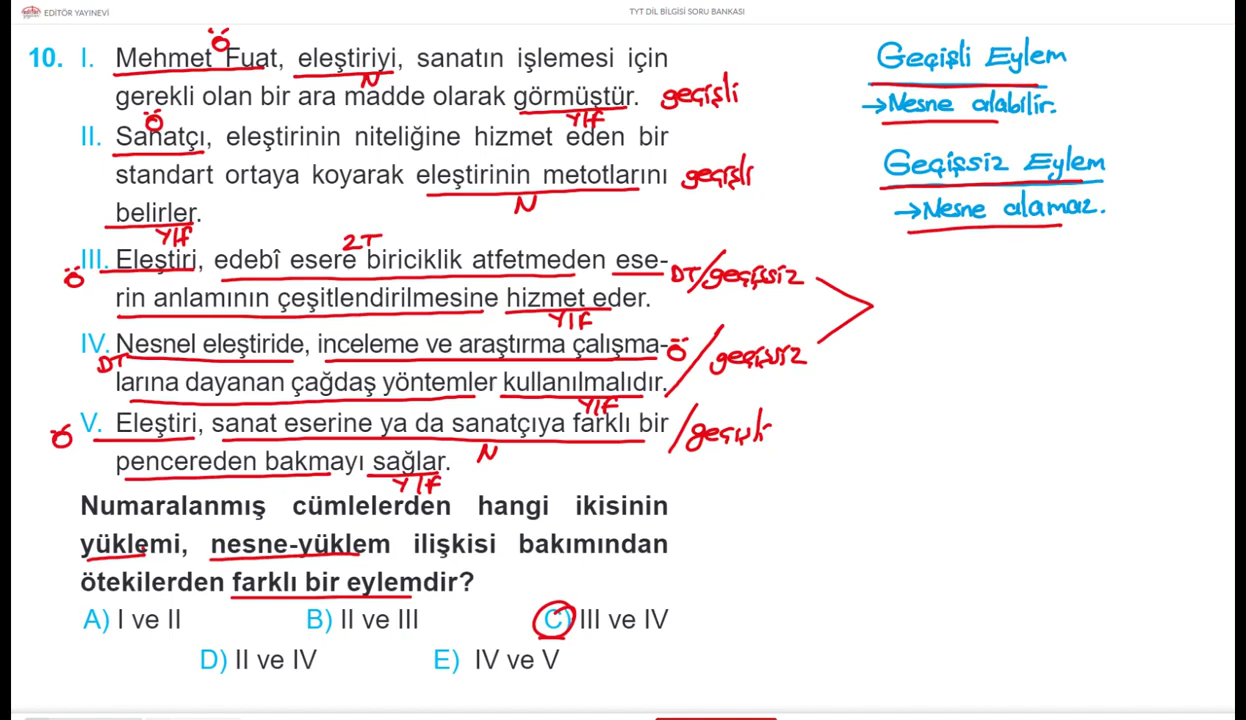 EDİTÖR YAYINEVİ
TYT DİL BİLGİSİ SORU BANKASI
Ö
10. I. Mehmet Fuat, eleştiriyi, sanatın işlemesi için
N
gerekli olan bir ara madde olarak görmüştür. geçişli
Ö
Ylf
II. Sanatçı, eleştirinin niteliğine hizmet eden bir
standart ortaya koyarak eleştirinin metotlarını geçişli
N
belirler.
Ylf
ZT
Ö III. Eleştiri, edebî esere biriciklik atfetmeden ese-
DT/geçişsiz
rin anlamının çeşitlendirilmesine hizmet eder.
Ylf
IV. Nesnel eleştiride, inceleme ve araştırma çalışma- Ö / geçişsiz
DT
larına dayanan çağdaş yöntemler kullanılmalıdır.
Ylf
Ö V. Eleştiri, sanat eserine ya da sanatçıya farklı bir / geçişli
N
pencereden bakmayı sağlar.
Ylf
Numaralanmış cümlelerden hangi ikisinin
yüklemi, nesne-yüklem ilişkisi bakımından
ötekilerden farklı bir eylemdir?
A) I ve II B) II ve III C) III ve IV
D) II ve IV E) IV ve V
Geçişli Eylem
→Nesne alabilir.
Geçişsiz Eylem
→Nesne alamaz.